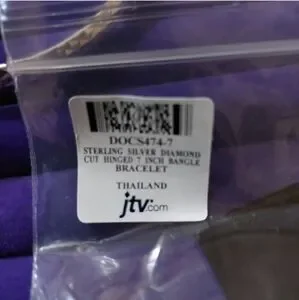 DOCS474-7
STERLING SILVER DIAMOND
CUT HINGED 7 INCH BANGLE
BRACELET
THAILAND
jtv.com